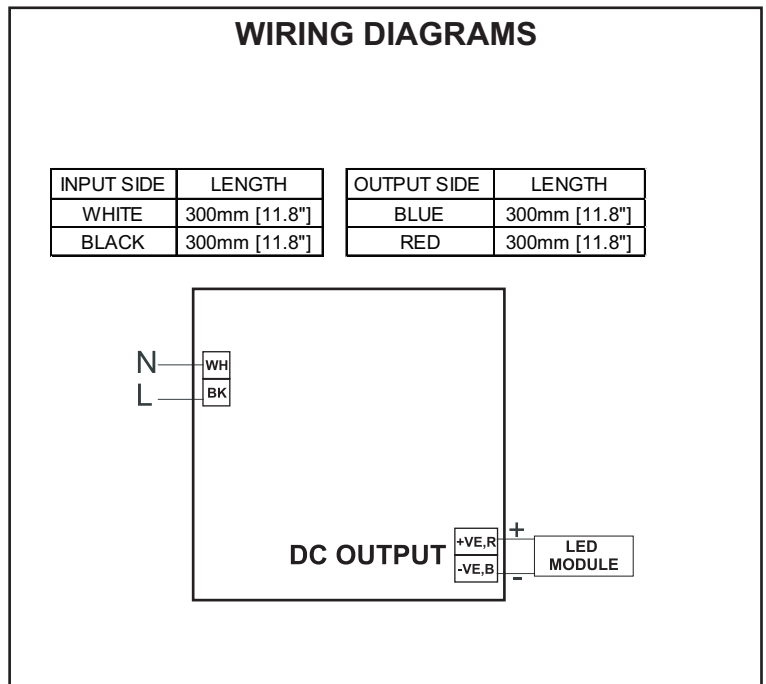 WIRING DIAGRAMS
INPUT SIDE LENGTH
WHITE 300mm [11.8"]
BLACK 300mm [11.8"]
OUTPUT SIDE LENGTH
BLUE 300mm [11.8"]
RED 300mm [11.8"]
N WH
L BK
DC OUTPUT
+VE,R +
-VE,B -
LED
MODULE